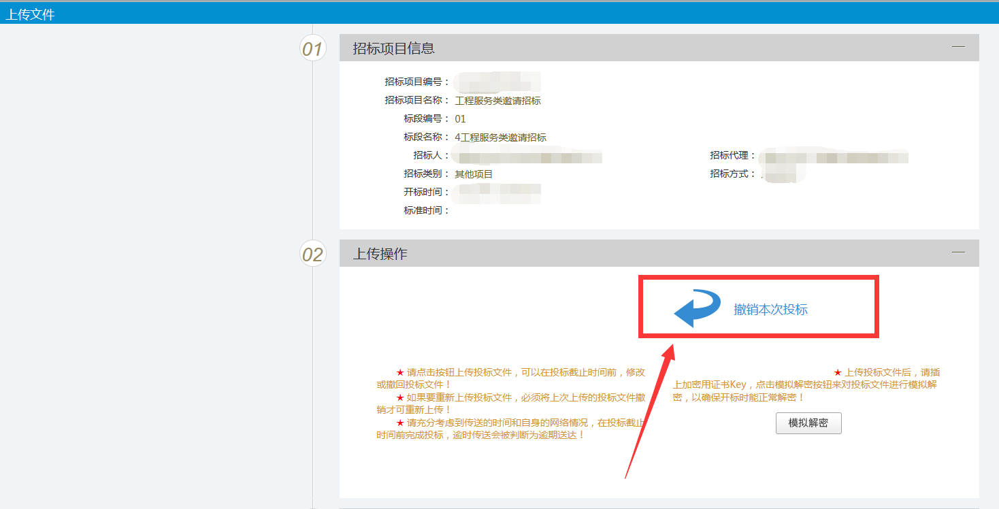 上传文件
01
招标项目信息
招标项目编号：
招标项目名称： 工程服务类邀请招标
标段编号： 01
标段名称： 4工程服务类邀请招标
招标人：
招标代理：
招标类别： 其他项目
招标方式：
开标时间：
标准时间：
02
上传操作
撤销本次投标
★ 请点击按钮上传投标文件，可以在投标截止时间前，修改
或撤回投标文件！
★ 如果要重新上传投标文件，必须将上次上传的投标文件撤
销才可重新上传！
★ 请充分考虑到传送的时间和自身的网络情况，在投标截止
时间前完成投标，逾时传送会被判断为逾期送达！
★ 上传投标文件后，请插
上加密用证书Key，点击模拟解密按钮来对投标文件进行模拟解
密，以确保开标时能正常解密！
模拟解密